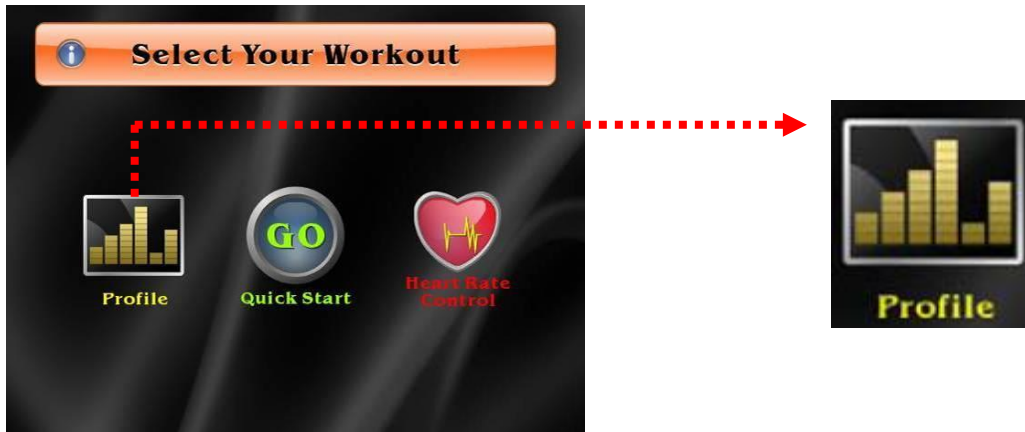 Select Your Workout
GO
Profile
Quick Start
Heart Rate
Control
Profile